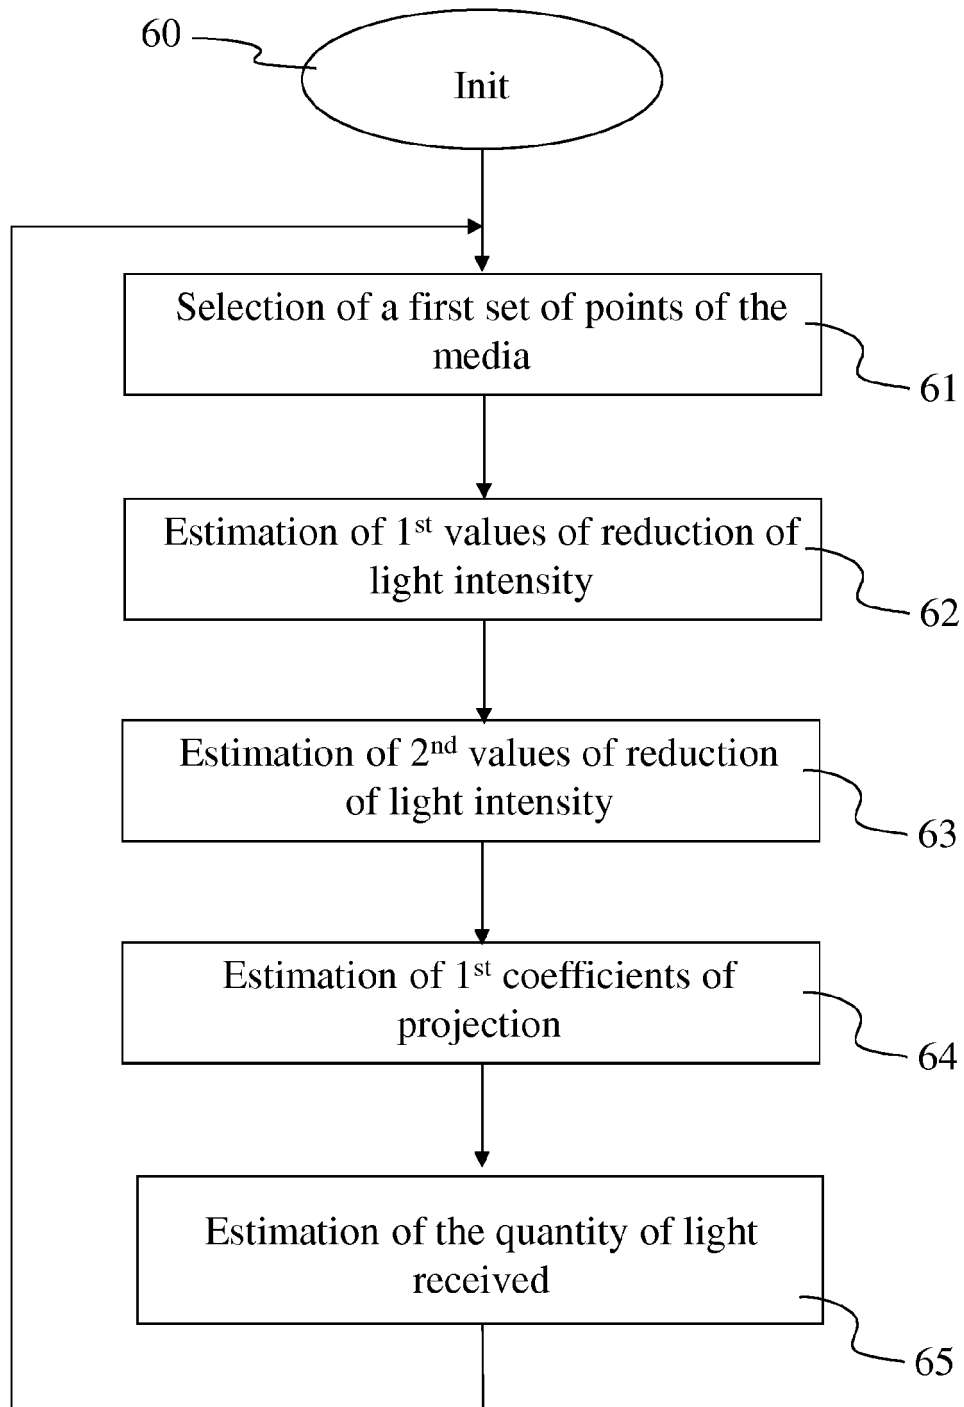 60
Init
Selection of a first set of points of the
media
61
Estimation of 1st values of reduction of
light intensity
62
Estimation of 2nd values of reduction
of light intensity
63
Estimation of 1st coefficients of
projection
64
Estimation of the quantity of light
received
65